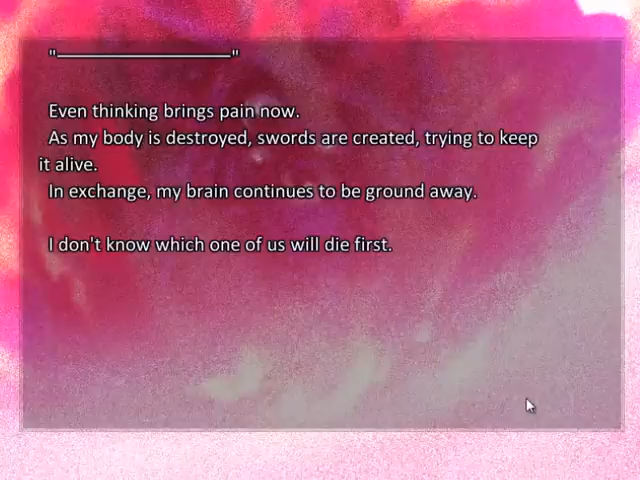 "――――――――――"
Even thinking brings pain now.
As my body is destroyed, swords are created, trying to keep
it alive.
In exchange, my brain continues to be ground away.
I don't know which one of us will die first.